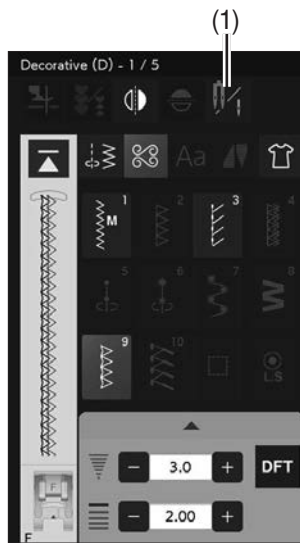 (1)
Decorative (D) - 1 / 5
Aa
1 M 2 3 4
5 6 7 8
L.S
9 10
3.0 DFT
2.00
F
F